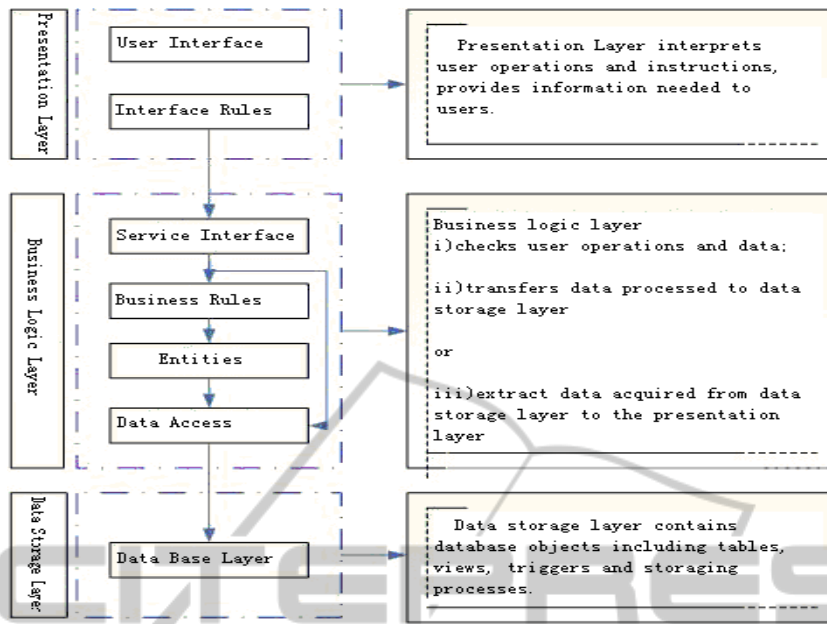 Presentation Layer
User Interface
Interface Rules
Presentation Layer interprets
user operations and instructions,
provides information needed to
users.
Business Logic Layer
Service Interface
Business Rules
Entities
Data Access
Business logic layer
i)checks user operations and data;
ii)transfers data processed to data
storage layer
or
iii)extract data acquired from data
storage layer to the presentation
layer
Data Storage Layer
Data Base Layer
Data storage layer contains
database objects including tables,
views, triggers and storaging
processes.
CITEPRES